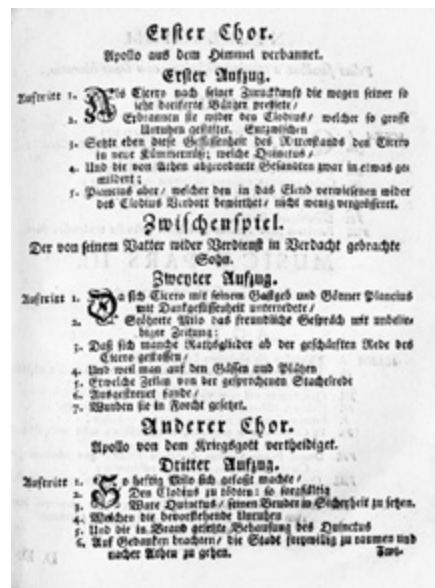 Erster Chor.
Apollo aus dem Himmel verbannet.
Erster Aufzug.
Auftritt 1. Als Cicero nach seiner Zuruckkunft die wegen seiner so
sehr beeiferte Bürger preisete/
2. Erbrannen sie wider den Clodius/ welcher so grosse
Unruhen gestiftet. Entzwischen
3. Setzte eben diese Geflissenheit des Ritterstands den Cicero
in neue Kümmernuß; welche Quinctus/
4. Und die von Athen abgeordnete Gesandten zwar in etwas ge-
mildert;
5. Plancius aber/ welcher den in das Elend verwiesenen wider
des Clodius Verbott bewirthet/ nicht wenig vergrösseret.
Zwischenspiel.
Der von seinem Vatter wider Verdienst in Verdacht gebrachte
Sohn.
Zweyter Aufzug.
Auftritt 1. Da sich Cicero mit seinem Gastgeb und Gönner Plancius
mit Dankgeflissenheit unterredete/
2. Stöhrete Milo das freundliche Gespräch mit unbelie-
biger Zeitung:
3. Daß sich manche Rathsglieder ab der geschärften Rede des
Cicero gestossen/
4. Und weil man auf den Gässen und Plätzen
5. Etwelche Zetlen von der gesprochenen Stachelrede
6. Ausgestreuet fande/
7. Wurden sie in Forcht gesetzet.
Anderer Chor.
Apollo von dem Kriegsgott vertheidiget.
Dritter Aufzug.
Auftritt 1. So heftig Milo sich gefaßt machte/
2. Den Clodius zu tödten: so sorgfältig
3. Ware Quinctus/ seinen Bruder in Sicherheit zu setzen.
4. Welchen die bevorstehende Unruhen
5. Und die in Brand gesetzte Behausung des Quinctus
6. Auf Gedanken brachten/ die Stadt freywillig zu raumen und
nacher Athen zu gehen.